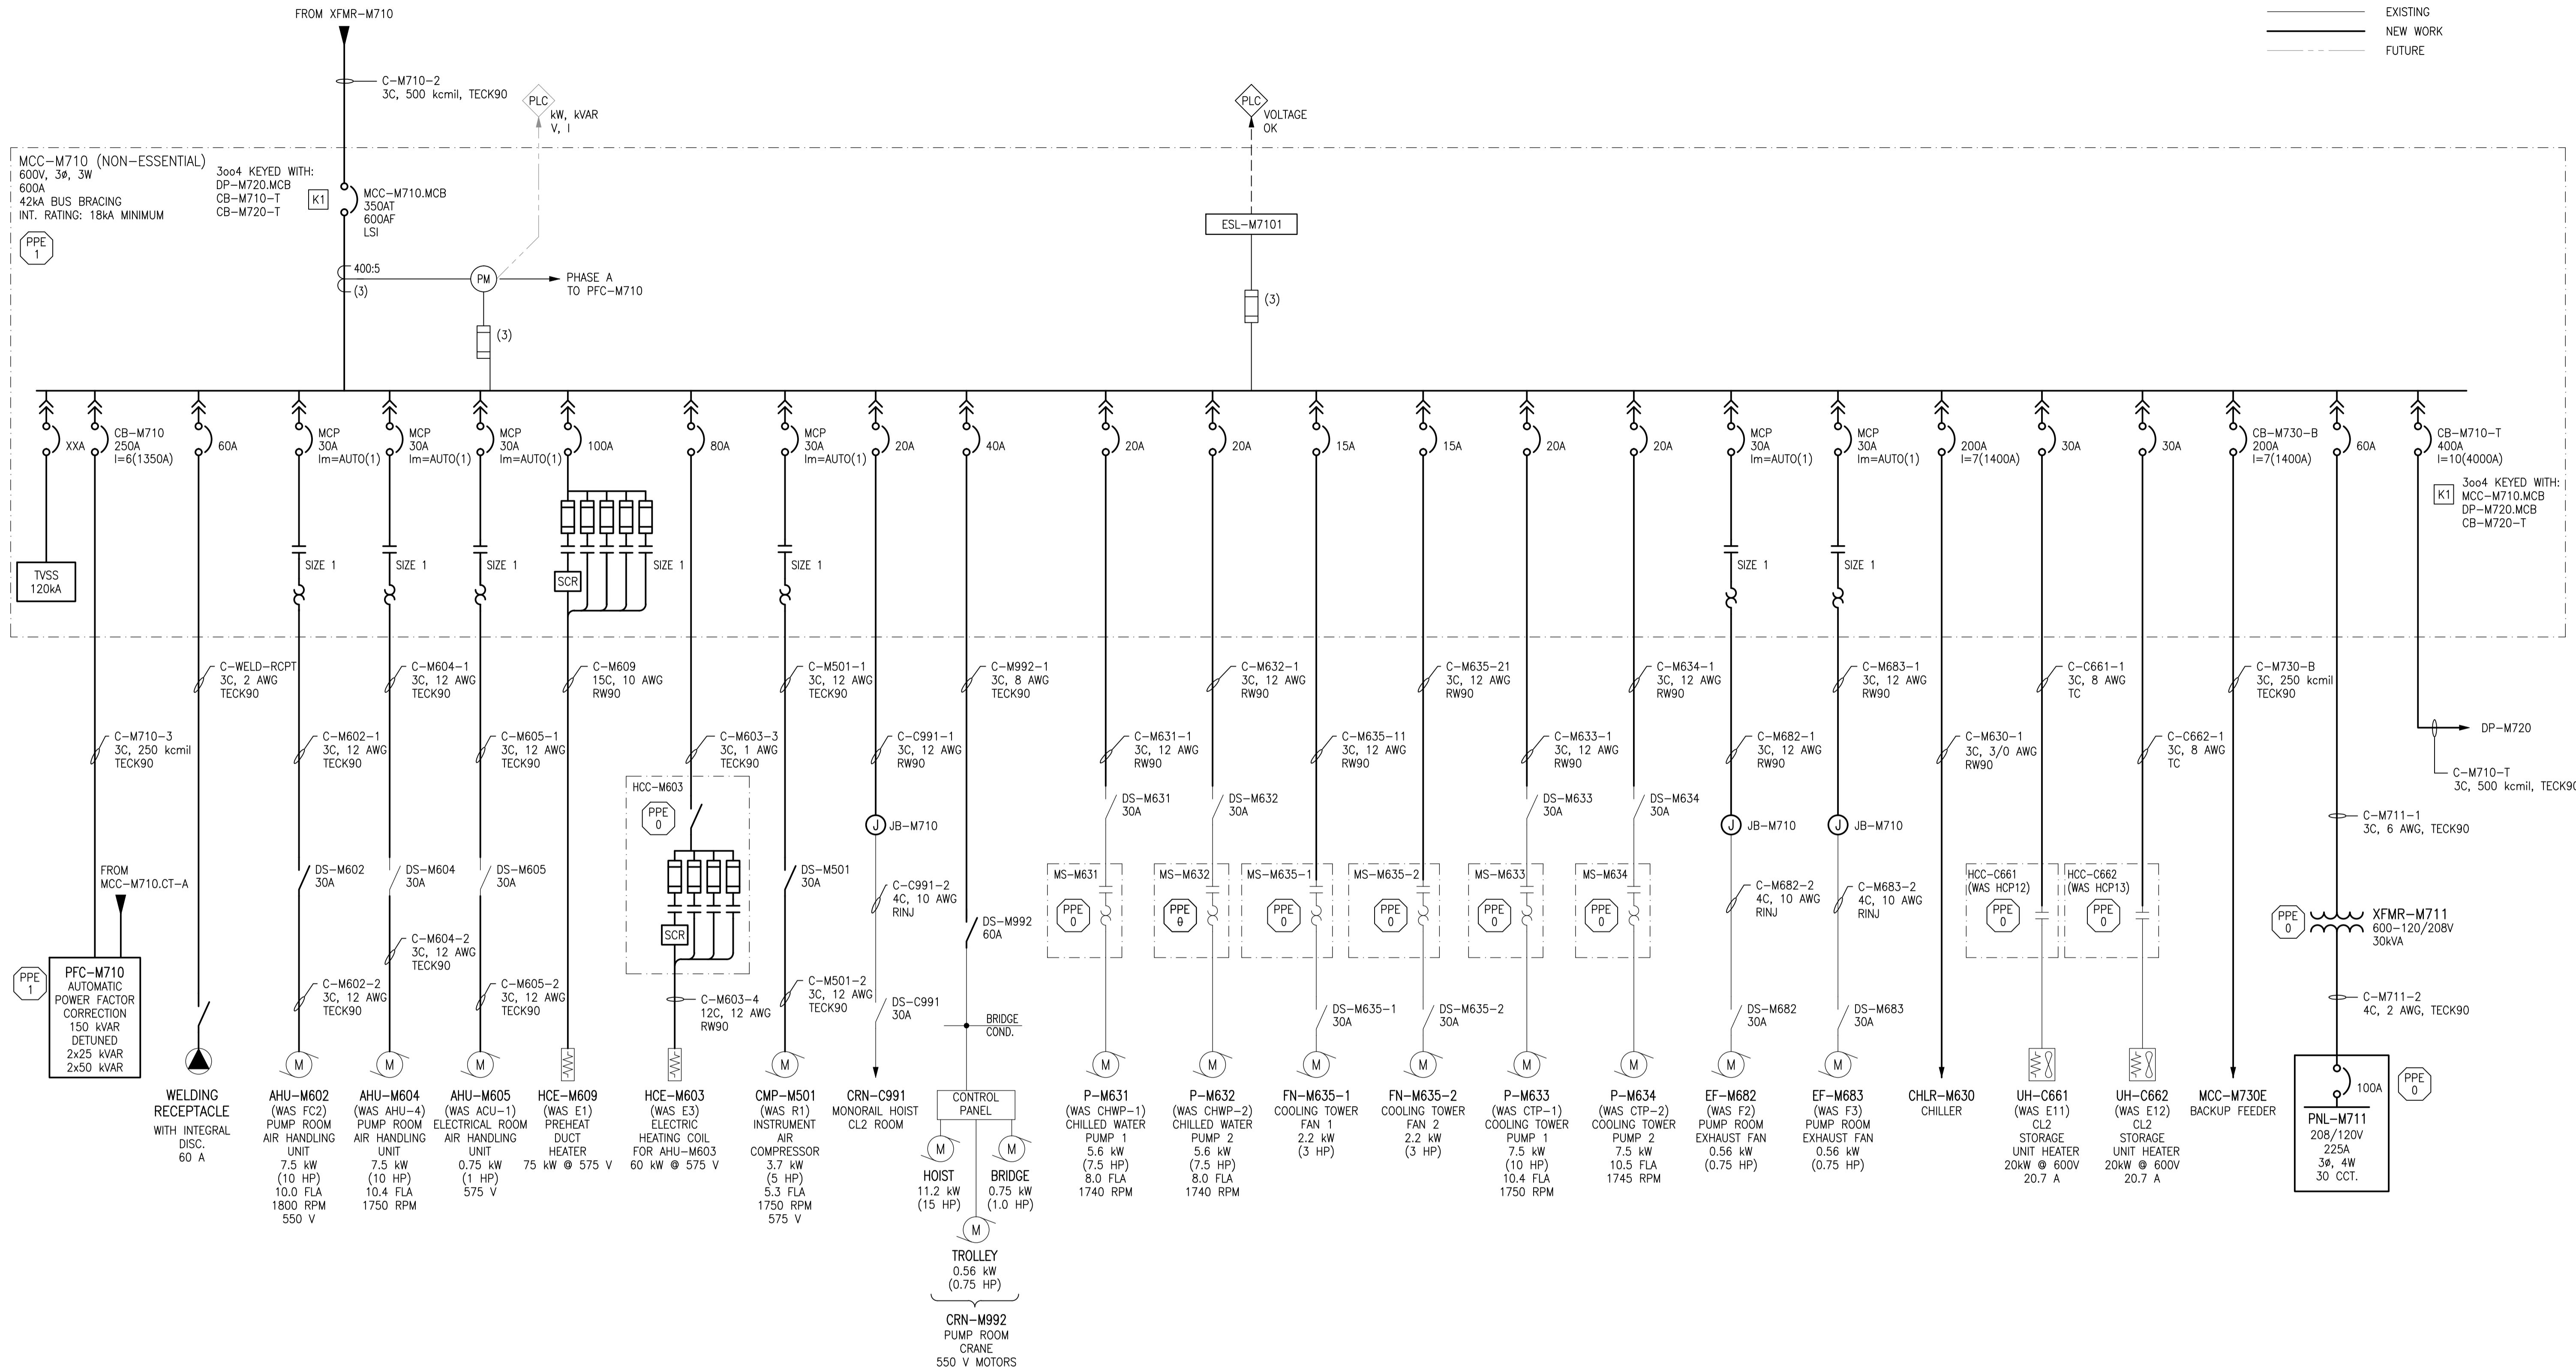 FROM XFMR-M710
EXISTING
NEW WORK
FUTURE
C-M710-2
3C, 500 kcmil, TECK90
PLC
kW, kVAR
V, I
PLC
VOLTAGE
OK
MCC-M710 (NON-ESSENTIAL)
600V, 3ø, 3W
600A
42kA BUS BRACING
INT. RATING: 18kA MINIMUM
PPE
1
3oo4 KEYED WITH:
DP-M720.MCB
CB-M710-T
CB-M720-T
K1
MCC-M710.MCB
350AT
600AF
LSI
ESL-M7101
400:5
(3)
PM
PHASE A
TO PFC-M710
(3)
(3)
XXA
CB-M710
250A
I=6(1350A)
60A
MCP
30A
Im=AUTO(1)
MCP
30A
Im=AUTO(1)
MCP
30A
Im=AUTO(1)
100A
80A
MCP
30A
Im=AUTO(1)
20A
40A
20A
20A
15A
15A
20A
20A
MCP
30A
Im=AUTO(1)
MCP
30A
Im=AUTO(1)
200A
I=7(1400A)
30A
30A
CB-M730-B
200A
I=7(1400A)
60A
CB-M710-T
400A
I=10(4000A)
K1
3oo4 KEYED WITH:
MCC-M710.MCB
DP-M720.MCB
CB-M720-T
TVSS
120kA
SIZE 1
SIZE 1
SIZE 1
SCR
SIZE 1
SIZE 1
SIZE 1
SIZE 1
C-WELD-RCPT
3C, 2 AWG
TECK90
C-M604-1
3C, 12 AWG
TECK90
C-M609
15C, 10 AWG
RW90
C-M501-1
3C, 12 AWG
TECK90
C-M992-1
3C, 8 AWG
TECK90
C-M632-1
3C, 12 AWG
RW90
C-M635-21
3C, 12 AWG
RW90
C-M634-1
3C, 12 AWG
RW90
C-M683-1
3C, 12 AWG
RW90
C-C661-1
3C, 8 AWG
TC
C-M730-B
3C, 250 kcmil
TECK90
C-M710-3
3C, 250 kcmil
TECK90
C-M602-1
3C, 12 AWG
TECK90
C-M605-1
3C, 12 AWG
TECK90
C-M603-3
3C, 1 AWG
TECK90
C-C991-1
3C, 12 AWG
RW90
C-M631-1
3C, 12 AWG
RW90
C-M635-11
3C, 12 AWG
RW90
C-M633-1
3C, 12 AWG
RW90
C-M682-1
3C, 12 AWG
RW90
C-M630-1
3C, 3/0 AWG
RW90
C-C662-1
3C, 8 AWG
TC
DP-M720
C-M710-T
3C, 500 kcmil, TECK90
HCC-M603
PPE
0
SCR
JB-M710
J
DS-M631
30A
DS-M632
30A
DS-M633
30A
DS-M634
30A
J
JB-M710
J
JB-M710
C-M711-1
3C, 6 AWG, TECK90
FROM
MCC-M710.CT-A
DS-M602
30A
DS-M604
30A
DS-M605
30A
DS-M501
30A
C-C991-2
4C, 10 AWG
RINJ
DS-M992
60A
MS-M631
PPE
0
MS-M632
PPE
0
MS-M635-1
PPE
0
MS-M635-2
PPE
0
MS-M633
PPE
0
MS-M634
PPE
0
C-M682-2
4C, 10 AWG
RINJ
C-M683-2
4C, 10 AWG
RINJ
HCC-C661
(WAS HCP12)
PPE
0
HCC-C662
(WAS HCP13)
PPE
0
PPE
0
XFMR-M711
600-120/208V
30kVA
C-M604-2
3C, 12 AWG
TECK90
PPE
1
PFC-M710
AUTOMATIC
POWER FACTOR
CORRECTION
150 kVAR
DETUNED
2x25 kVAR
2x50 kVAR
C-M602-2
3C, 12 AWG
TECK90
C-M605-2
3C, 12 AWG
TECK90
C-M603-4
12C, 12 AWG
RW90
C-M501-2
3C, 12 AWG
TECK90
DS-C991
30A
BRIDGE
COND.
DS-M635-1
30A
DS-M635-2
30A
DS-M682
30A
DS-M683
30A
C-M711-2
4C, 2 AWG, TECK90
M
M
M
M
M
M
M
M
M
M
M
M
WELDING
RECEPTACLE
WITH INTEGRAL
DISC.
60 A
AHU-M602
(WAS FC2)
PUMP ROOM
AIR HANDLING
UNIT
7.5 kW
(10 HP)
10.0 FLA
1800 RPM
550 V
AHU-M604
(WAS AHU-4)
PUMP ROOM
AIR HANDLING
UNIT
7.5 kW
(10 HP)
10.4 FLA
1750 RPM
AHU-M605
(WAS ACU-1)
ELECTRICAL ROOM
AIR HANDLING
UNIT
0.75 kW
(1 HP)
575 V
HCE-M609
(WAS E1)
PREHEAT
DUCT
HEATER
75 kW @ 575 V
HCE-M603
(WAS E3)
ELECTRIC
HEATING COIL
FOR AHU-M603
60 kW @ 575 V
CMP-M501
(WAS R1)
INSTRUMENT
AIR
COMPRESSOR
3.7 kW
(5 HP)
5.3 FLA
1750 RPM
575 V
CRN-C991
MONORAIL HOIST
CL2 ROOM
CONTROL
PANEL
M
HOIST
11.2 kW
(15 HP)
M
BRIDGE
0.75 kW
(1.0 HP)
M
TROLLEY
0.56 kW
(0.75 HP)
CRN-M992
PUMP ROOM
CRANE
550 V MOTORS
P-M631
(WAS CHWP-1)
CHILLED WATER
PUMP 1
5.6 kW
(7.5 HP)
8.0 FLA
1740 RPM
P-M632
(WAS CHWP-2)
CHILLED WATER
PUMP 2
5.6 kW
(7.5 HP)
8.0 FLA
1740 RPM
FN-M635-1
COOLING TOWER
FAN 1
2.2 kW
(3 HP)
FN-M635-2
COOLING TOWER
FAN 2
2.2 kW
(3 HP)
P-M633
(WAS CTP-1)
COOLING TOWER
PUMP 1
7.5 kW
(10 HP)
10.4 FLA
1750 RPM
P-M634
(WAS CTP-2)
COOLING TOWER
PUMP 2
7.5 kW
10.5 FLA
1745 RPM
EF-M682
(WAS F2)
PUMP ROOM
EXHAUST FAN
0.56 kW
(0.75 HP)
EF-M683
(WAS F3)
PUMP ROOM
EXHAUST FAN
0.56 kW
(0.75 HP)
CHLR-M630
CHILLER
UH-C661
(WAS E11)
CL2
STORAGE
UNIT HEATER
20kW @ 600V
20.7 A
UH-C662
(WAS E12)
CL2
STORAGE
UNIT HEATER
20kW @ 600V
20.7 A
MCC-M730E
BACKUP FEEDER
100A
PNL-M711
208/120V
225A
3ø, 4W
30 CCT.
PPE
0